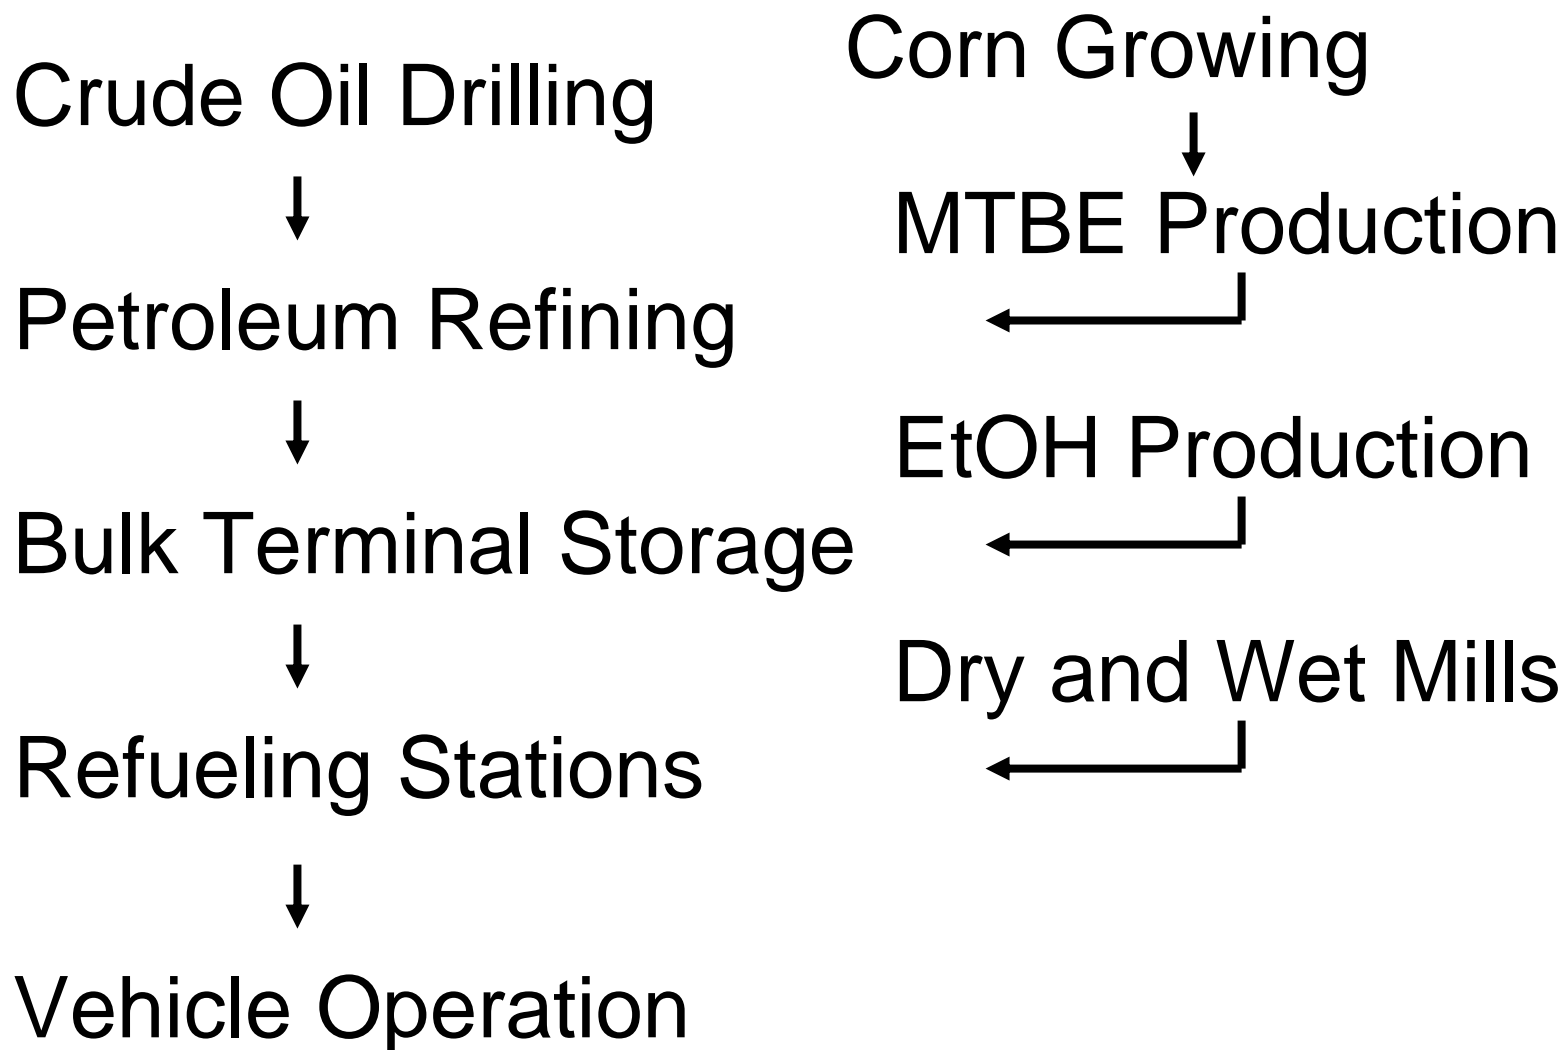 Crude Oil Drilling
Petroleum Refining
Bulk Terminal Storage
Refueling Stations
Vehicle Operation
Corn Growing
MTBE Production
EtOH Production
Dry and Wet Mills